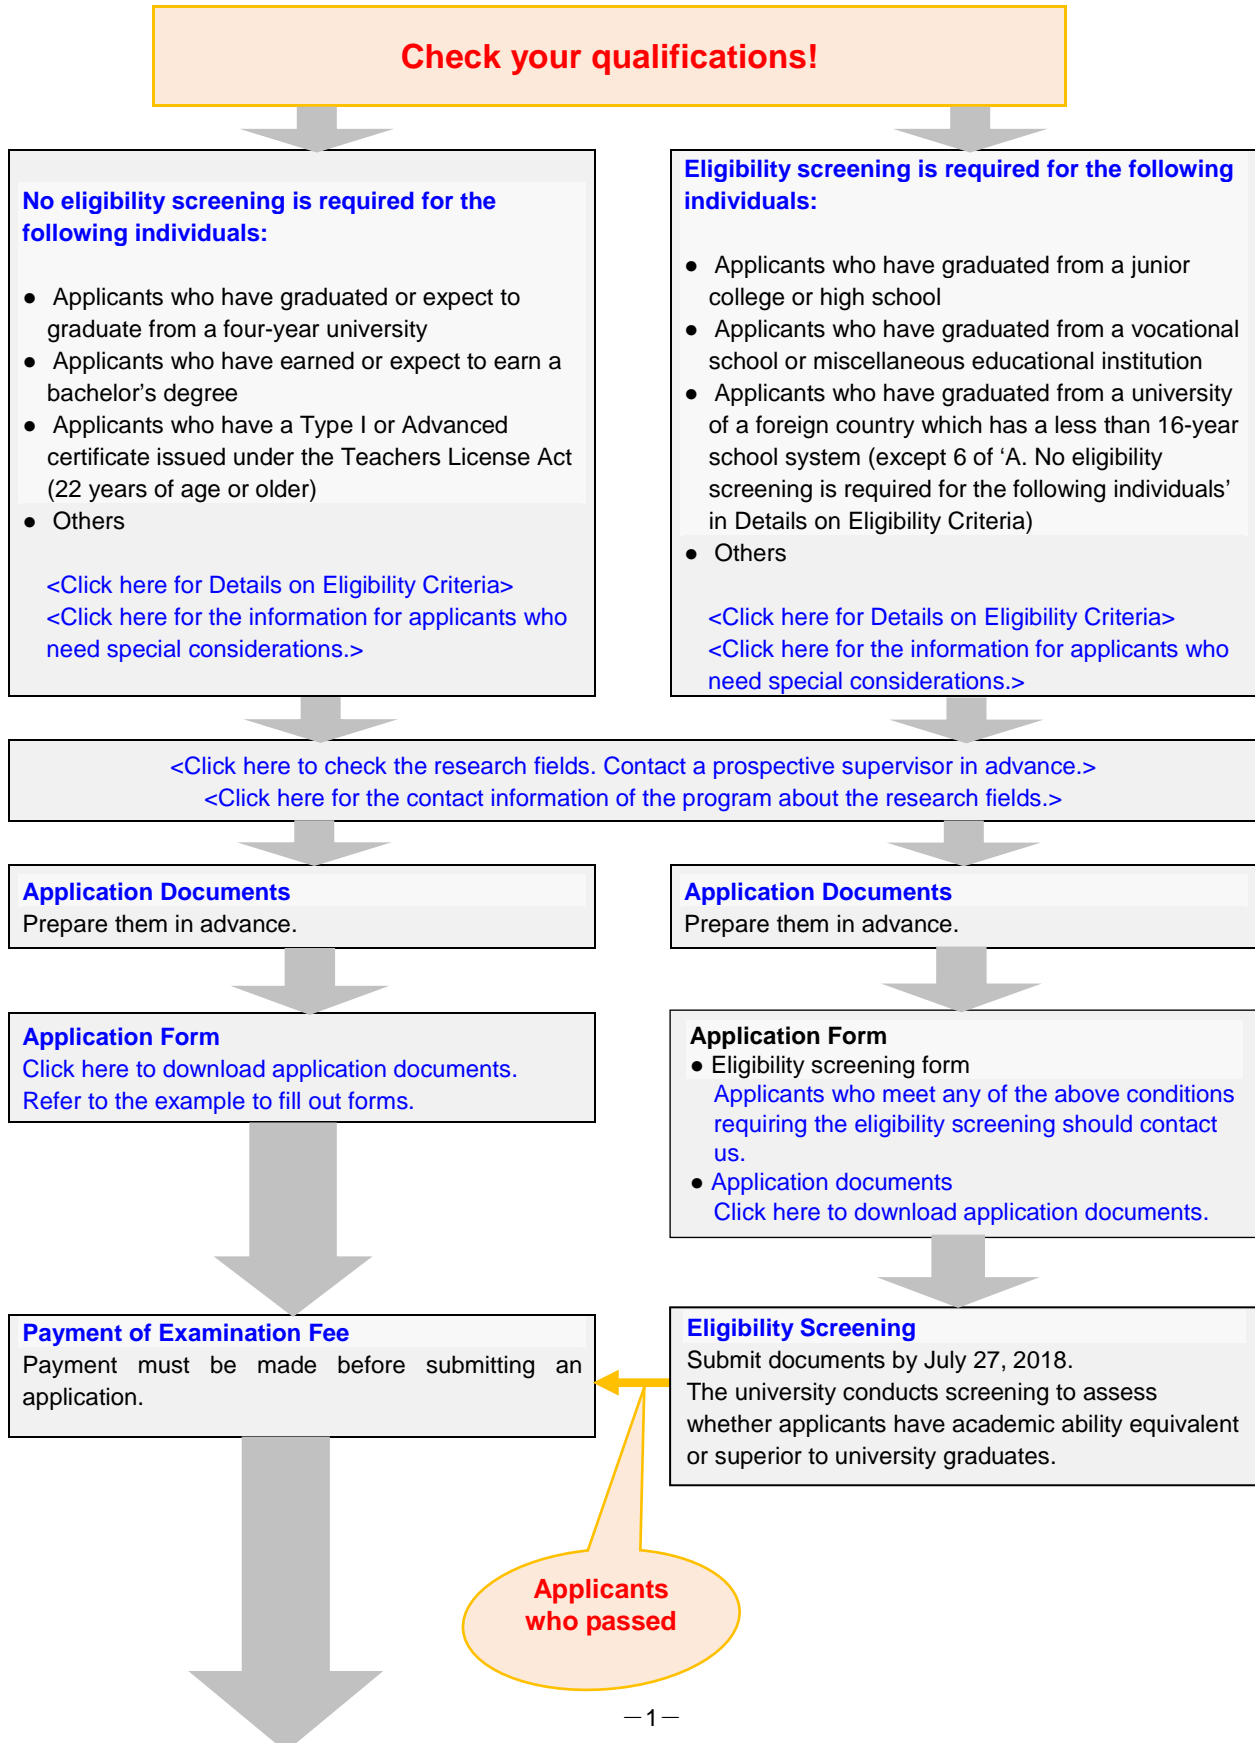 Check your qualifications!
No eligibility screening is required for the
following individuals:
● Applicants who have graduated or expect to
graduate from a four-year university
● Applicants who have earned or expect to earn a
bachelor’s degree
● Applicants who have a Type I or Advanced
certificate issued under the Teachers License Act
(22 years of age or older)
● Others
<Click here for Details on Eligibility Criteria>
<Click here for the information for applicants who
need special considerations.>
Eligibility screening is required for the following
individuals:
● Applicants who have graduated from a junior
college or high school
● Applicants who have graduated from a vocational
school or miscellaneous educational institution
● Applicants who have graduated from a university
of a foreign country which has a less than 16-year
school system (except 6 of ‘A. No eligibility
screening is required for the following individuals’
in Details on Eligibility Criteria)
● Others
<Click here for Details on Eligibility Criteria>
<Click here for the information for applicants who
need special considerations.>
<Click here to check the research fields. Contact a prospective supervisor in advance.>
<Click here for the contact information of the program about the research fields.>
Application Documents
Prepare them in advance.
Application Documents
Prepare them in advance.
Application Form
Click here to download application documents.
Refer to the example to fill out forms.
Application Form
● Eligibility screening form
Applicants who meet any of the above conditions
requiring the eligibility screening should contact
us.
● Application documents
Click here to download application documents.
Payment of Examination Fee
Payment must be made before submitting an
application.
Eligibility Screening
Submit documents by July 27, 2018.
The university conducts screening to assess
whether applicants have academic ability equivalent
or superior to university graduates.
Applicants
who passed
－1－